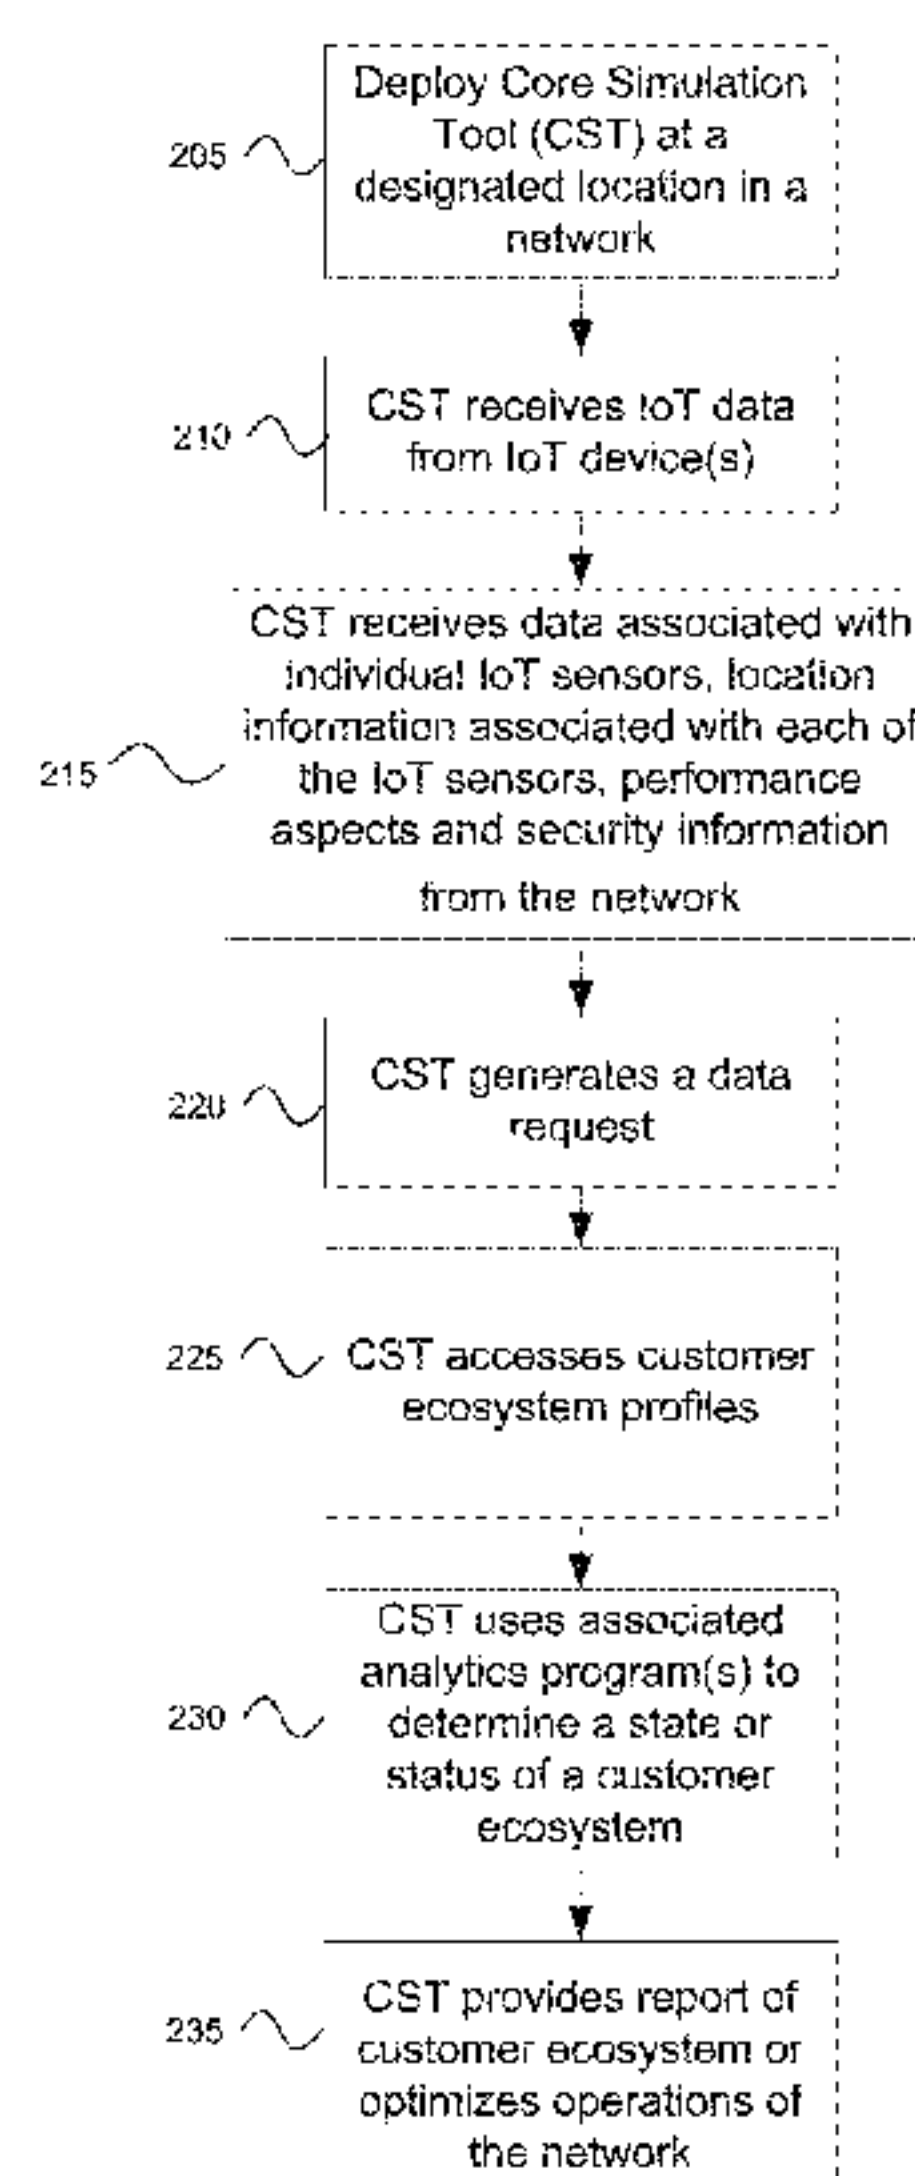 Deploy Core Simulation
Tool (CST) at a
designated location in a
network
205
CST receives IoT data
from IoT device(s)
210
CST receives data associated with
individual IoT sensors, location
information associated with each of
the IoT sensors, performance
aspects and security information
from the network
215
CST generates a data
request
220
CST accesses customer
ecosystem profiles
225
CST uses associated
analytics program(s) to
determine a state or
status of a customer
ecosystem
230
CST provides report of
customer ecosystem or
optimizes operations of
the network
235